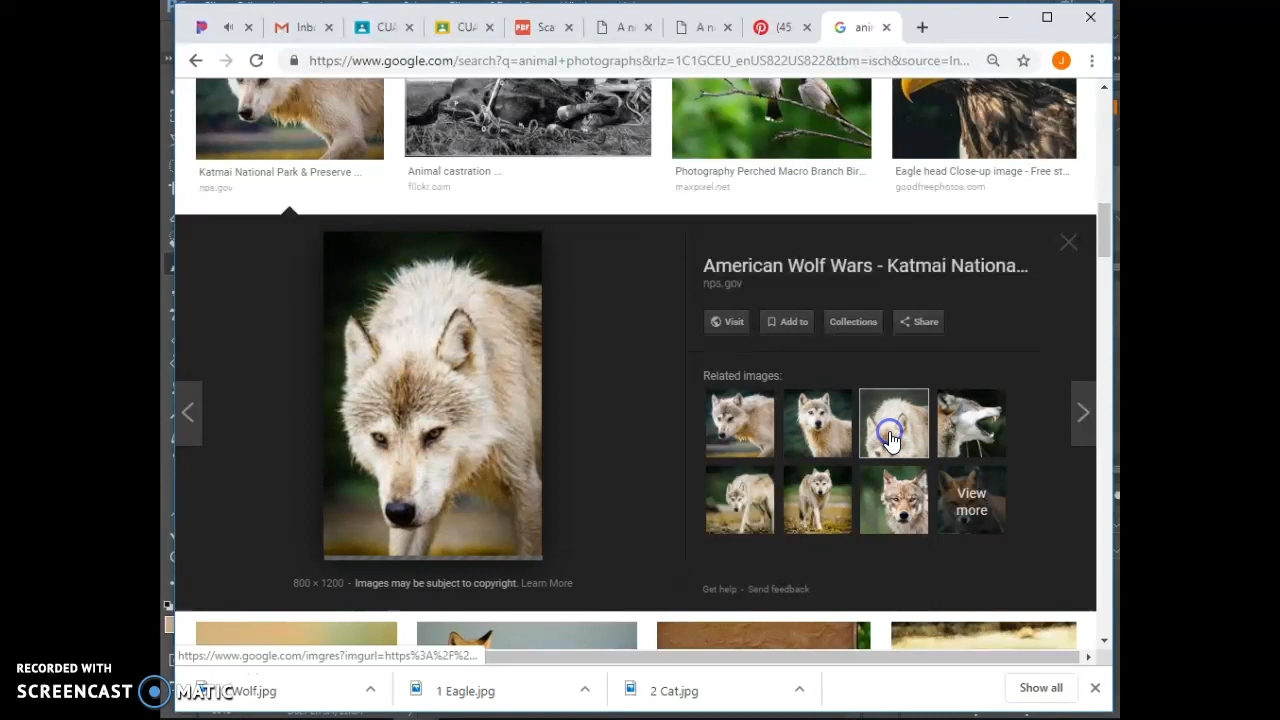 Inb
CUA
CUA
PDF
Sca
A n
A n
(45
ani
https://www.google.com/search?q=animal+photographs&rlz=1C1GCEU_enUS822US822&tbm=isch&source=ln...
J
Katmai National Park & Preserve ...
nps.gov
Animal castration ...
flickr.com
Photography Perched Macro Branch Bir...
maxpixel.net
Eagle head Close-up image - Free st...
goodfreephotos.com
American Wolf Wars - Katmai Nationa...
nps.gov
Visit
Add to
Collections
Share
Related images:
View
more
800 × 1200 - Images may be subject to copyright. Learn More
Get help - Send feedback
https://www.google.com/imgres?imgurl=https%3A%2F%2...
RECORDED WITH
SCREENCAST MATIC
Wolf.jpg
1 Eagle.jpg
2 Cat.jpg
Show all